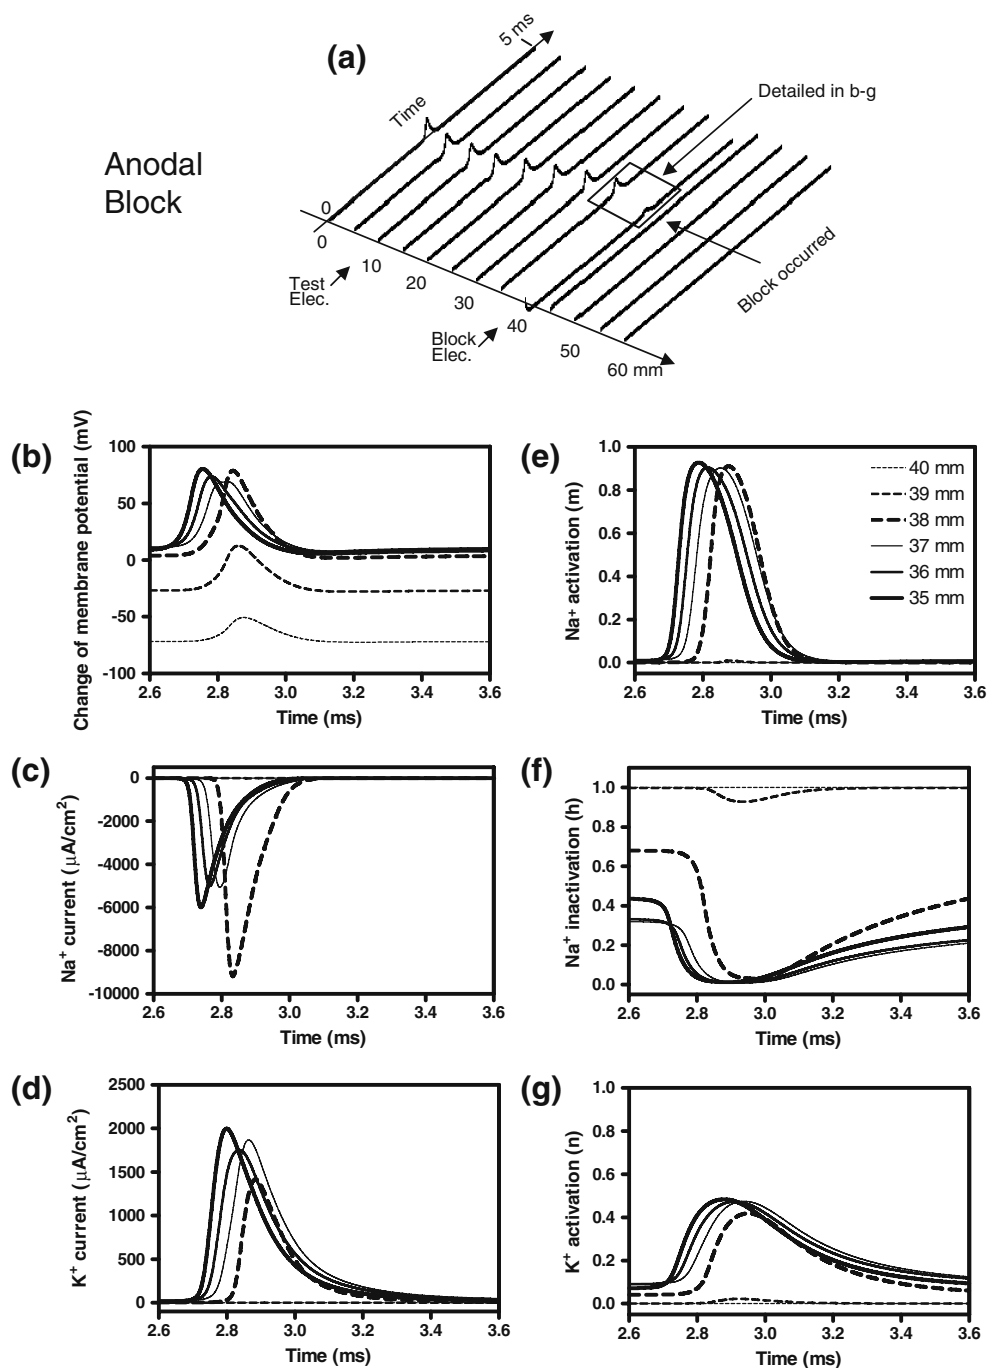 (a)
5 ms
Time
Detailed in b-g
Anodal
Block
0
0
10
20
30
40
50
60 mm
Test
Elec.
Block
Elec.
Block occurred
(b)
Change of membrane potential (mV)
100
50
0
-50
-100
2.6 2.8 3.0 3.2 3.4 3.6
Time (ms)
(e)
Na+ activation (m)
1.0
0.8
0.6
0.4
0.2
0.0
40 mm
39 mm
38 mm
37 mm
36 mm
35 mm
2.6 2.8 3.0 3.2 3.4 3.6
Time (ms)
(c)
Na⁺ current (µA/cm²)
0
-2000
-4000
-6000
-8000
-10000
2.6 2.8 3.0 3.2 3.4 3.6
Time (ms)
(f)
Na⁺ inactivation (h)
1.0
0.8
0.6
0.4
0.2
0.0
2.6 2.8 3.0 3.2 3.4 3.6
Time (ms)
(d)
K⁺ current (µA/cm²)
2500
2000
1500
1000
500
0
2.6 2.8 3.0 3.2 3.4 3.6
Time (ms)
(g)
K⁺ activation (n)
1.0
0.8
0.6
0.4
0.2
0.0
2.6 2.8 3.0 3.2 3.4 3.6
Time (ms)